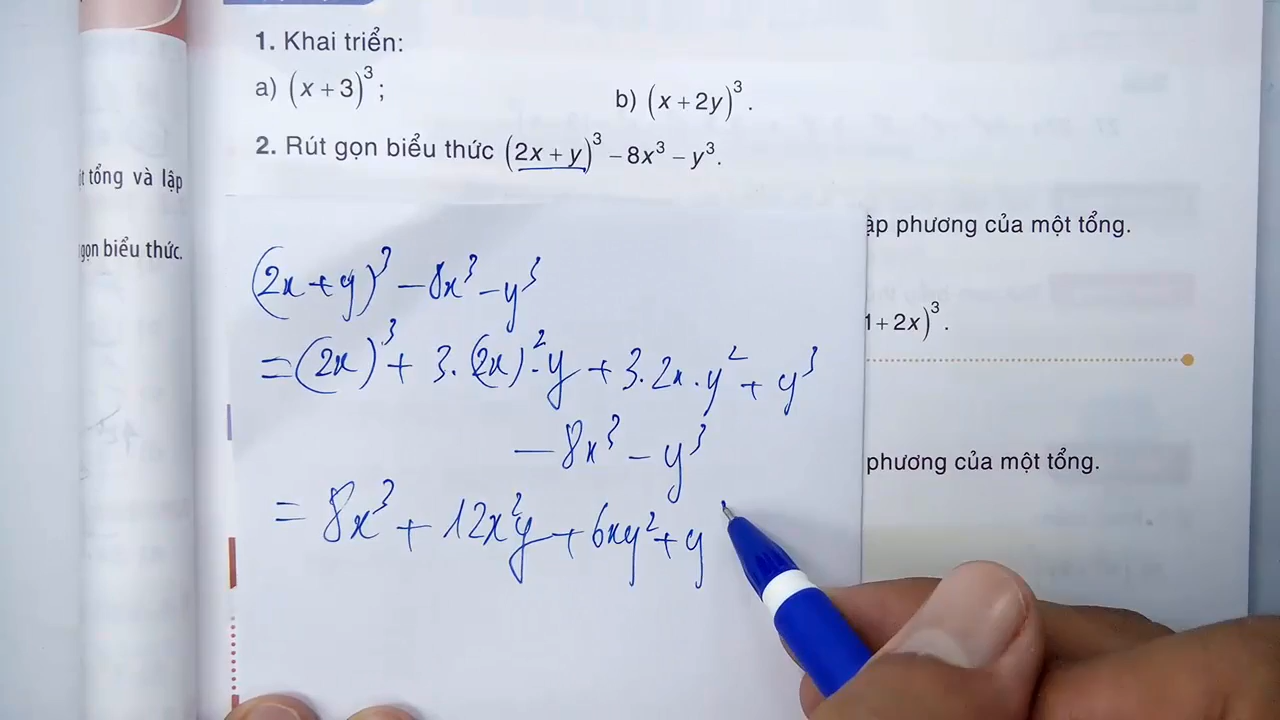 1. Khai triển:
a) (x + 3)³ ;
b) (x + 2y)³ .
2. Rút gọn biểu thức (2x + y)³ − 8x³ − y³.
tổng và lập
gọn biểu thức.
phương của một tổng.
1 + 2x)³ .
phương của một tổng.
(2x + y)³ − 8x³ − y³
= (2x)³ + 3.(2x)².y + 3.2x.y² + y³
− 8x³ − y³
= 8x³ + 12x²y + 6xy² + y